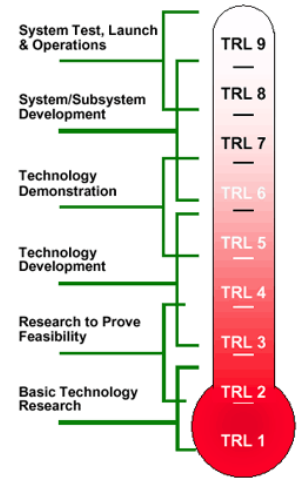 System Test, Launch
& Operations
System/Subsystem
Development
Technology
Demonstration
Technology
Development
Research to Prove
Feasibility
Basic Technology
Research
TRL 9
TRL 8
TRL 7
TRL 6
TRL 5
TRL 4
TRL 3
TRL 2
TRL 1